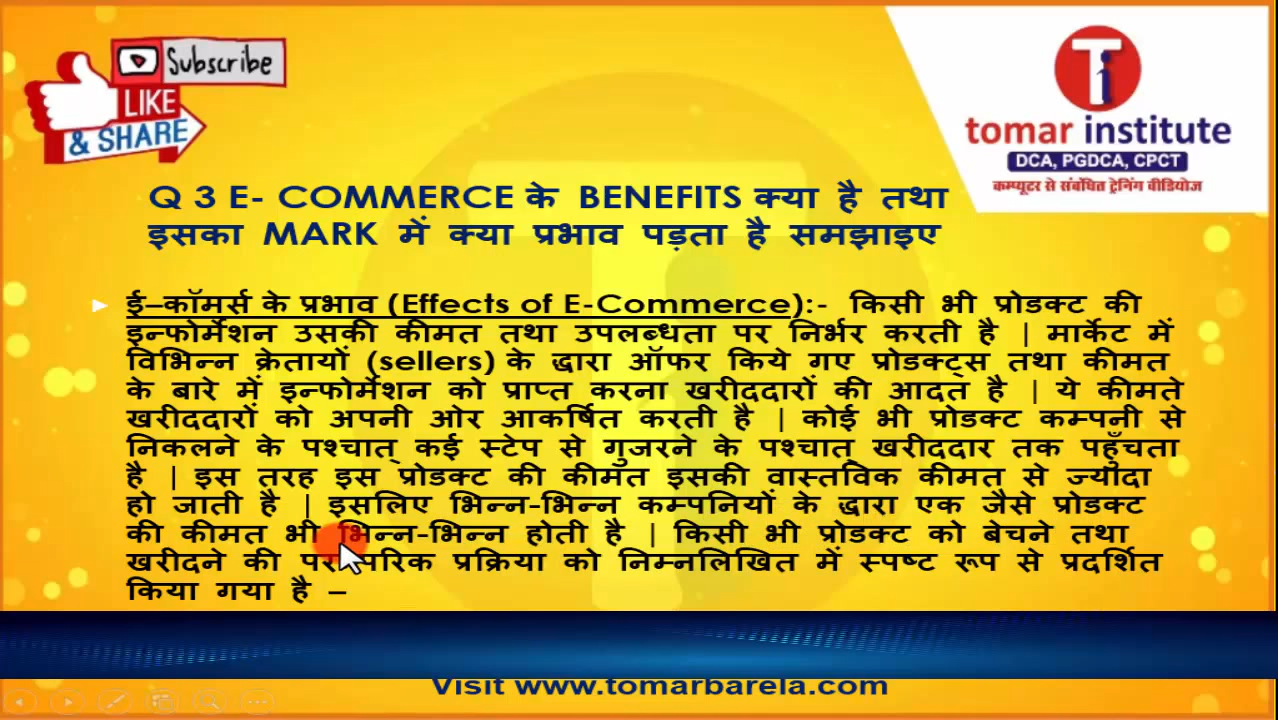 Subscribe
LIKE
& SHARE
Ti
tomar institute
DCA, PGDCA, CPCT
कम्प्यूटर से संबंधित ट्रेनिंग वीडियोज
Q 3 E- COMMERCE के BENEFITS क्या है तथा
इसका MARK में क्या प्रभाव पड़ता है समझाइए
ई–कॉमर्स के प्रभाव (Effects of E-Commerce):- किसी भी प्रोडक्ट की
इन्फोर्मेशन उसकी कीमत तथा उपलब्धता पर निर्भर करती है | मार्केट में
विभिन्न क्रेतायों (sellers) के द्धारा ऑफर किये गए प्रोडक्ट्स तथा कीमत
के बारे में इन्फोर्मेशन को प्राप्त करना खरीददारों की आदत है | ये कीमते
खरीददारों को अपनी ओर आकर्षित करती है | कोई भी प्रोडक्ट कम्पनी से
निकलने के पश्चात् कई स्टेप से गुजरने के पश्चात् खरीददार तक पहुँचता
है | इस तरह इस प्रोडक्ट की कीमत इसकी वास्तविक कीमत से ज्यादा
हो जाती है | इसलिए भिन्न-भिन्न कम्पनियों के द्धारा एक जैसे प्रोडक्ट
की कीमत भी भिन्न-भिन्न होती है | किसी भी प्रोडक्ट को बेचने तथा
खरीदने की प्रक्रिया को निम्नलिखित में स्पष्ट रूप से प्रदर्शित
किया गया है –
Visit www.tomarbarela.com